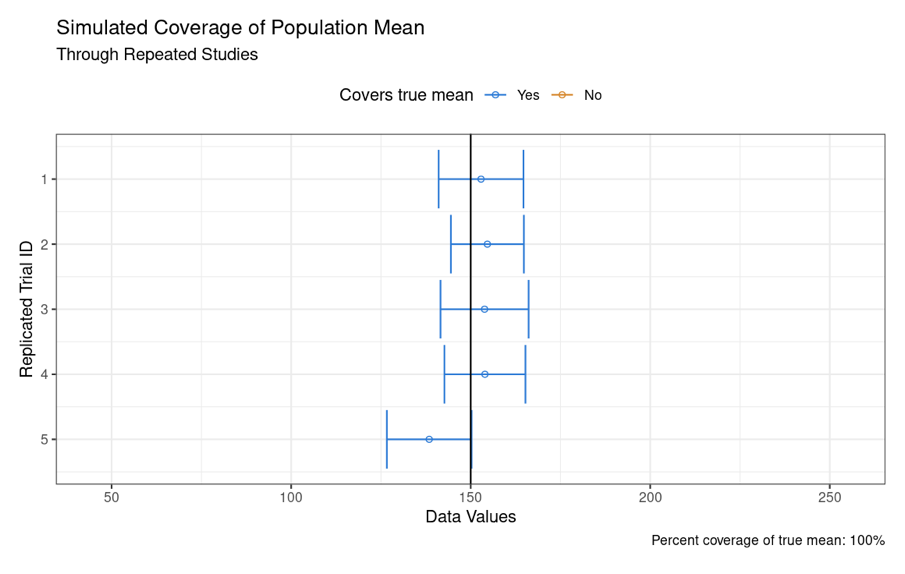 Simulated Coverage of Population Mean
Through Repeated Studies
Covers true mean Yes No
Replicated Trial ID
1
2
3
4
5
50 100 150 200 250
Data Values
Percent coverage of true mean: 100%